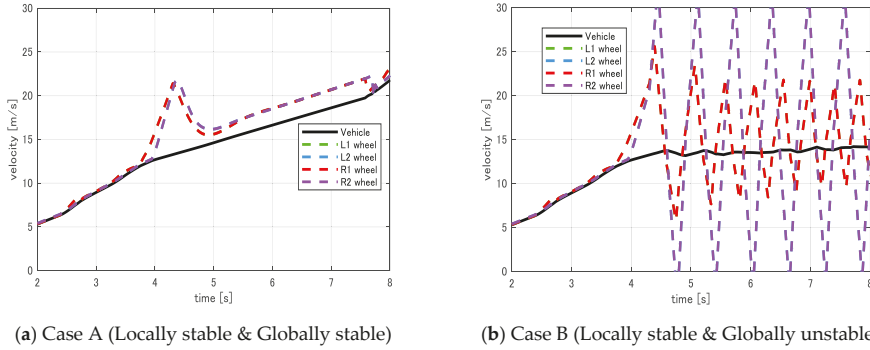 30
25
20
15
10
5
0
velocity [m/s]
2
3
4
5
6
7
8
time [s]
Vehicle
L1 wheel
L2 wheel
R1 wheel
R2 wheel
(a) Case A (Locally stable & Globally stable)
30
25
20
15
10
5
0
velocity [m/s]
2
3
4
5
6
7
8
time [s]
Vehicle
L1 wheel
L2 wheel
R1 wheel
R2 wheel
(b) Case B (Locally stable & Globally unstable